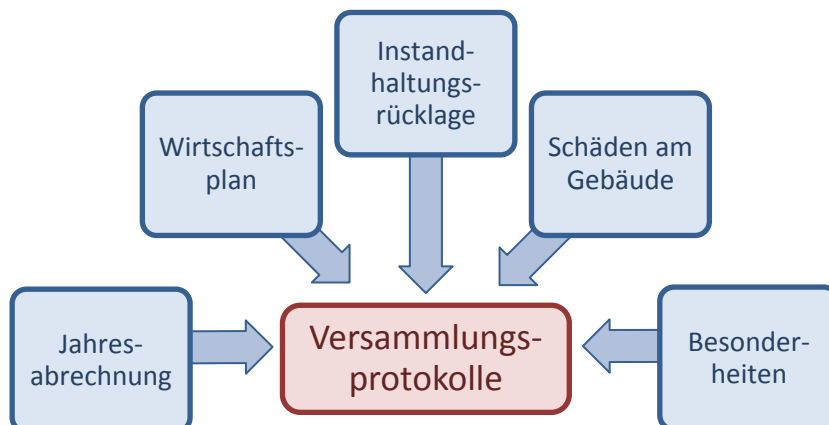 Instand-
haltungs-
rücklage
Wirtschafts-
plan
Schäden am
Gebäude
Jahres-
abrechnung
Versammlungs-
protokolle
Besonder-
heiten